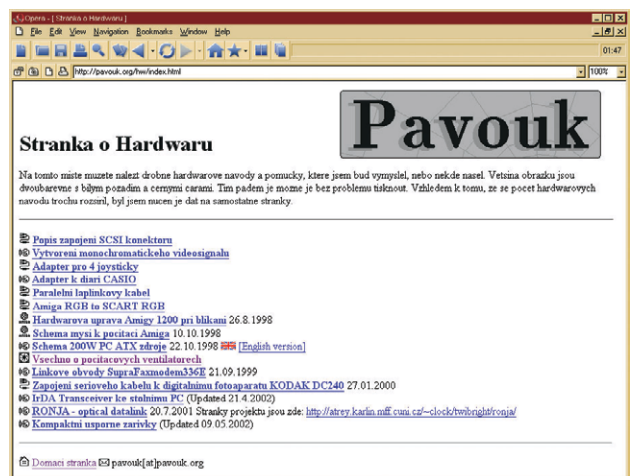 Opera - [ Stranka o Hardwaru ]
File Edit View Navigation Bookmarks Window Help
01:47
http://pavouk.org/hw/index.html
100%
Pavouk
Stranka o Hardwaru
Na tomto miste muzete nalezt drobne hardwarove navody a pomucky, ktere jsem bud vymyslel, nebo nekde nasel. Vetsina obrazku jsou
dvoubarevne s bilym pozadim a cernymi carami. Tim padem je mozne je bez problemu tisknout. Vzhledem k tomu, ze se pocet hardwarovych
navodu trochu rozsiril, byl jsem nucen je dat na samostatne stranky.
Popis zapojeni SCSI konektoru
Vytvoreni monochromatickeho videosignalu
Adapter pro 4 joysticky
Adapter k diari CASIO
Paralelni laplinkovy kabel
Amiga RGB to SCART RGB
Hardwarova uprava Amigy 1200 pri blikani 26.8.1998
Schema mysi k pocitaci Amiga 10.10.1998
Schema 200W PC ATX zdroje 22.10.1998 [English version]
Vsechno o pocitacovych ventilatorech
Linkove obvody SupraFaxmodem336E 21.09.1999
Zapojeni serioveho kabelu k digitalnimu fotoaparatu KODAK DC240 27.01.2000
IrDA Transceiver ke stolnimu PC (Updated 21.4.2002)
RONJA - optical datalink 20.7.2001 Stranky projektu jsou zde: http://atrey.karlin.mff.cuni.cz/~clock/twibright/ronja/
Kompaktni usporne zarivky (Updated 09.05.2002)
Domaci stranka pavouk[at]pavouk.org